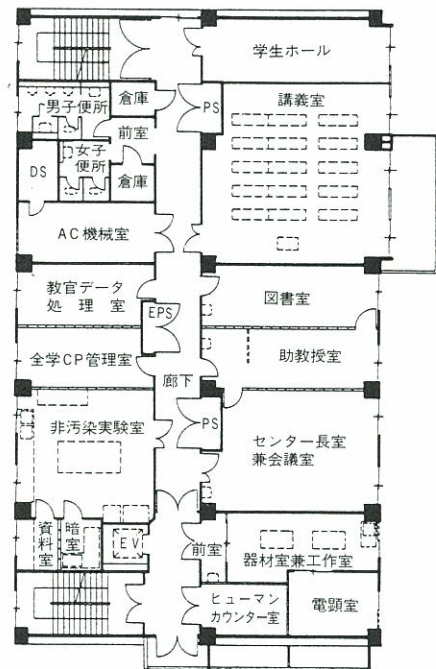 学生ホール
倉庫
男子便所
PS
講義室
前室
女子
便所
倉庫
DS
AC機械室
教官データ
処理室
図書室
EPS
全学CP管理室
助教授室
廊下
非汚染実験室
PS
センター長室
兼会議室
資料室
暗室
EV
前室
器材室兼工作室
ヒューマン
カウンター室
電顕室